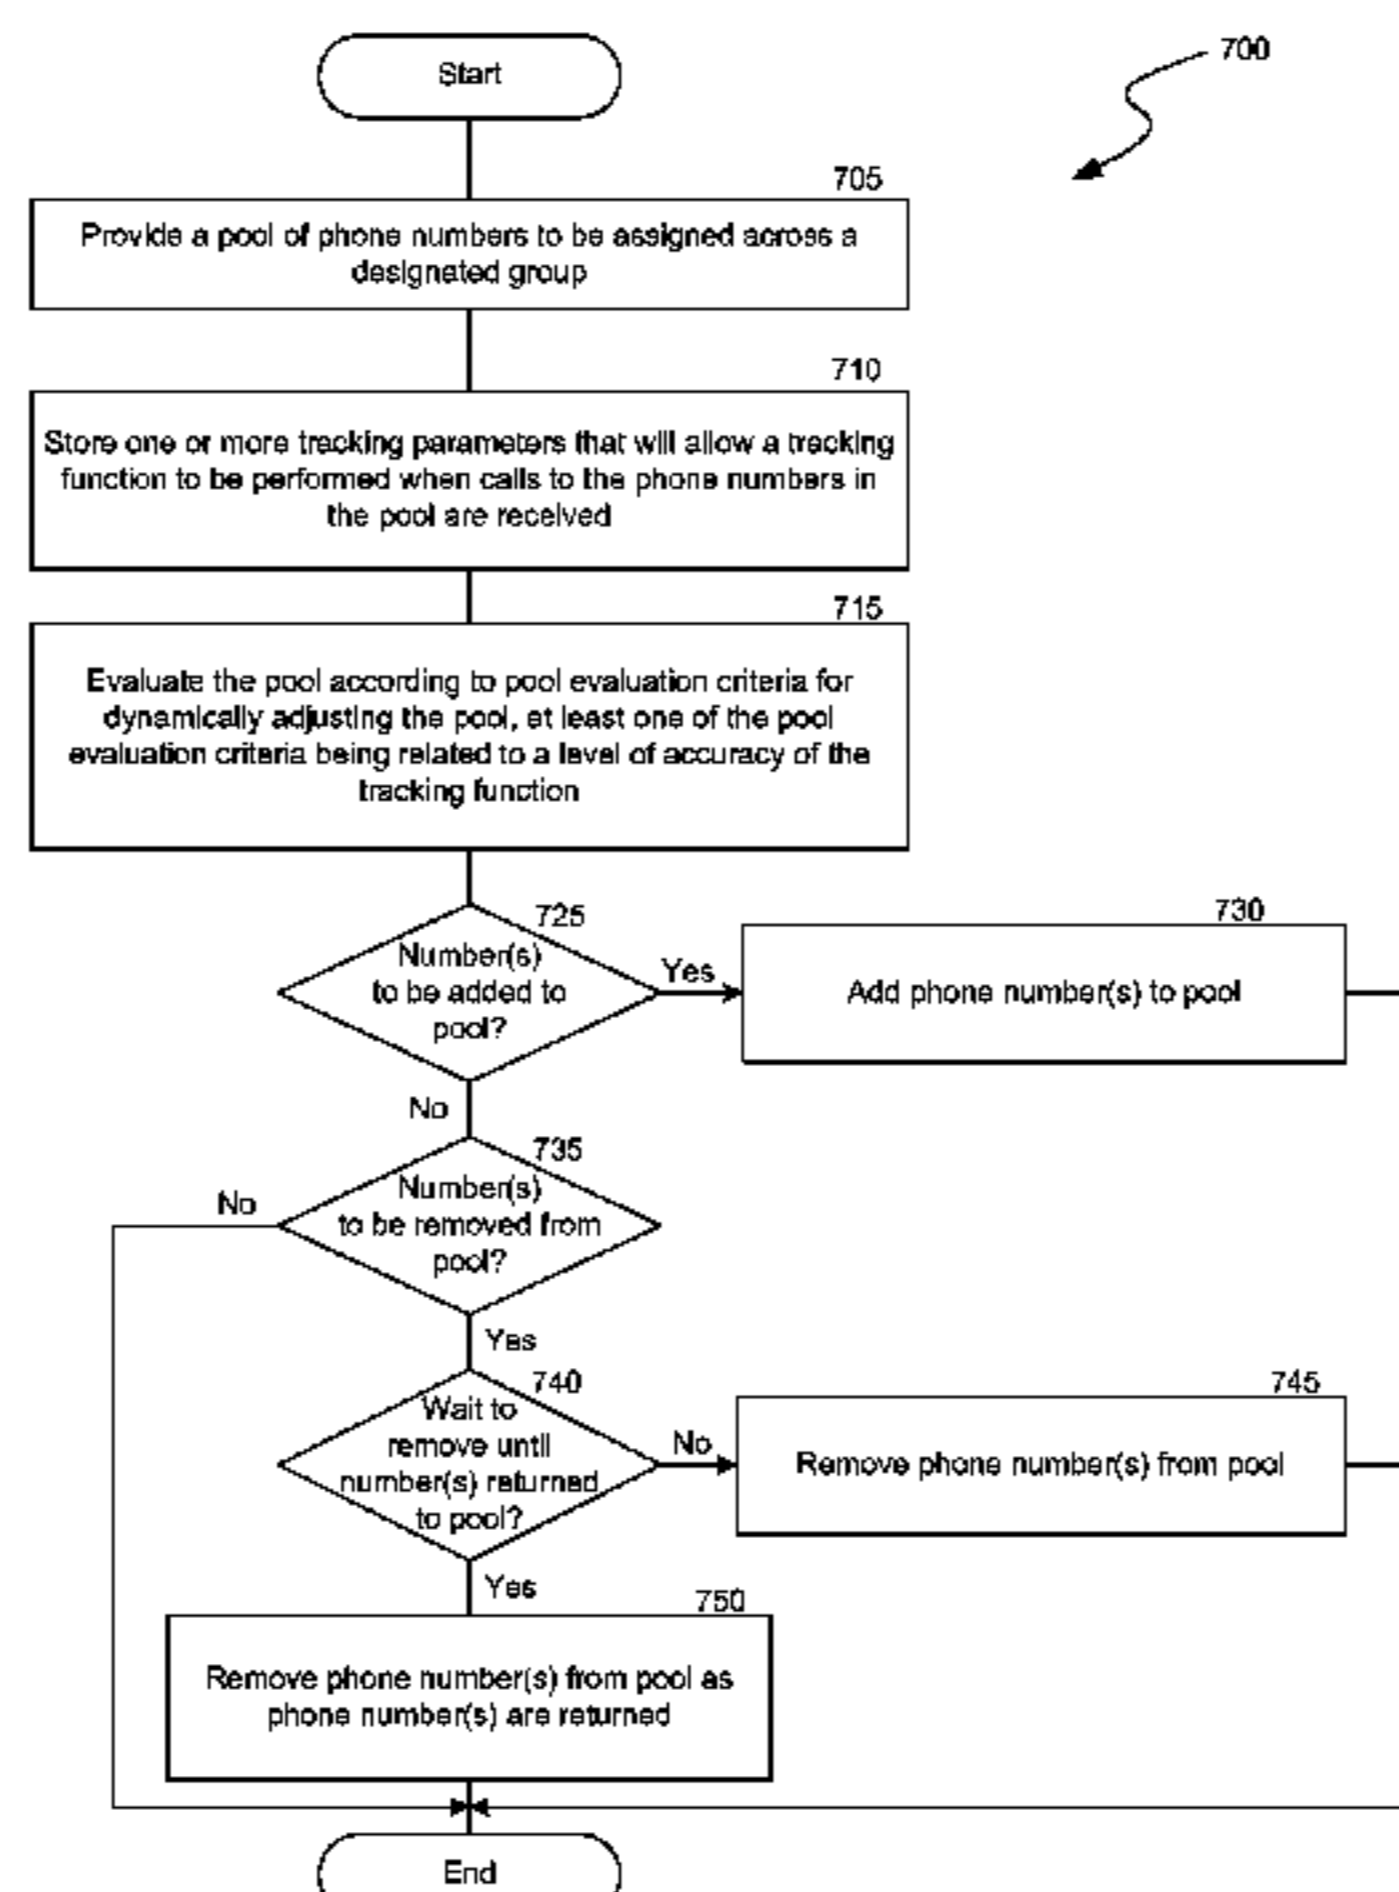 Start
700
705
Provide a pool of phone numbers to be assigned across a
designated group
710
Store one or more tracking parameters that will allow a tracking
function to be performed when calls to the phone numbers in
the pool are received
715
Evaluate the pool according to pool evaluation criteria for
dynamically adjusting the pool, at least one of the pool
evaluation criteria being related to a level of accuracy of the
tracking function
725
Number(s)
to be added to
pool?
Yes
730
Add phone number(s) to pool
No
735
Number(s)
to be removed from
pool?
No
Yes
740
Wait to
remove until
number(s) returned
to pool?
No
745
Remove phone number(s) from pool
Yes
750
Remove phone number(s) from pool as
phone number(s) are returned
End